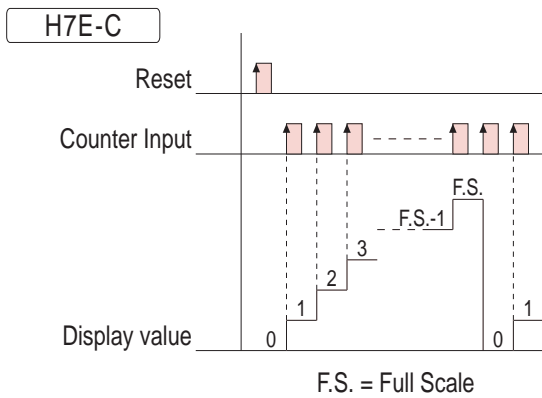 H7E-C
Reset
Counter Input
F.S.
F.S.-1
3
2
1
1
Display value
0
0
F.S. = Full Scale